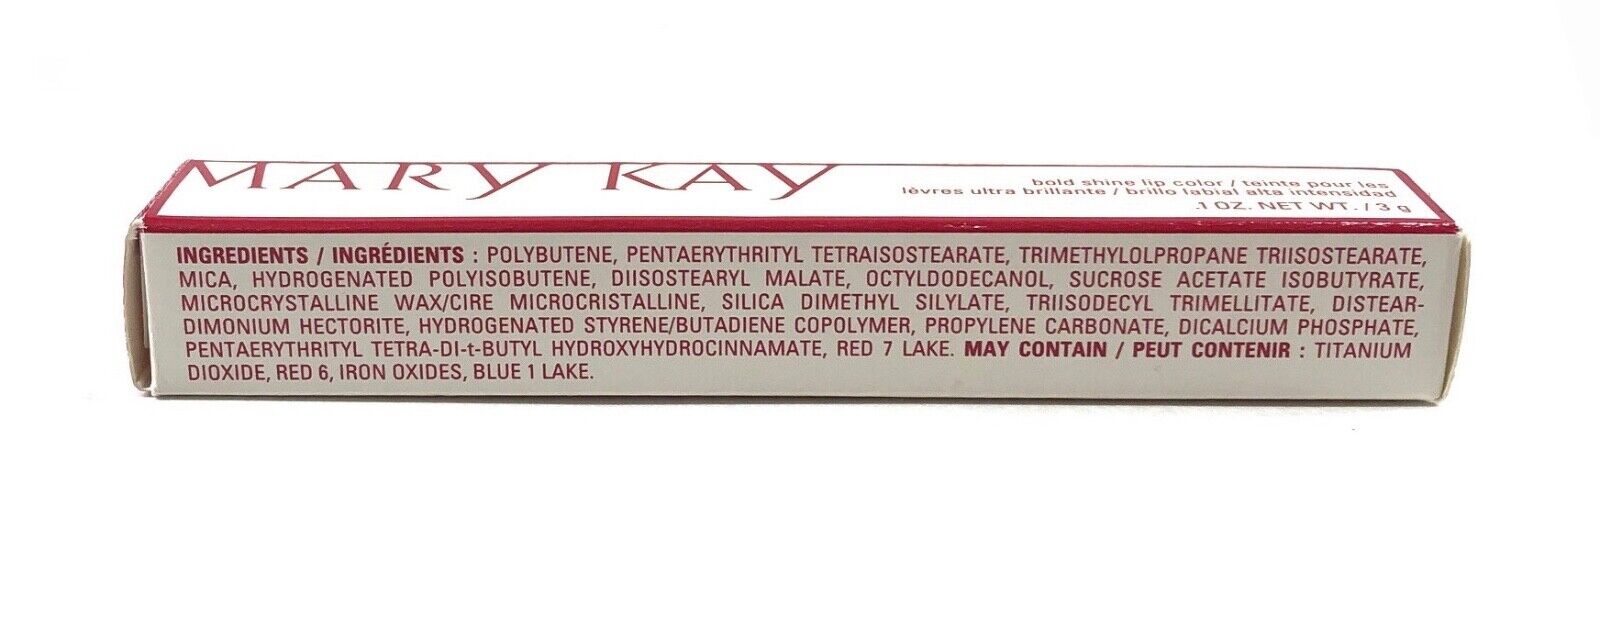 MARY KAY
bold shine lip color / teinte pour les
lèvres ultra brillante / brillo labial alta intensidad
.1 OZ. NET WT. / 3 g
INGREDIENTS / INGRÉDIENTS : POLYBUTENE, PENTAERYTHRITYL TETRAISOSTEARATE, TRIMETHYLOLPROPANE TRIISOSTEARATE,
MICA, HYDROGENATED POLYISOBUTENE, DIISOSTEARYL MALATE, OCTYLDODECANOL, SUCROSE ACETATE ISOBUTYRATE,
MICROCRYSTALLINE WAX/CIRE MICROCRISTALLINE, SILICA DIMETHYL SILYLATE, TRIISODECYL TRIMELLITATE, DISTEAR-
DIMONIUM HECTORITE, HYDROGENATED STYRENE/BUTADIENE COPOLYMER, PROPYLENE CARBONATE, DICALCIUM PHOSPHATE,
PENTAERYTHRITYL TETRA-DI-t-BUTYL HYDROXYHYDROCINNAMATE, RED 7 LAKE. MAY CONTAIN / PEUT CONTENIR : TITANIUM
DIOXIDE, RED 6, IRON OXIDES, BLUE 1 LAKE.